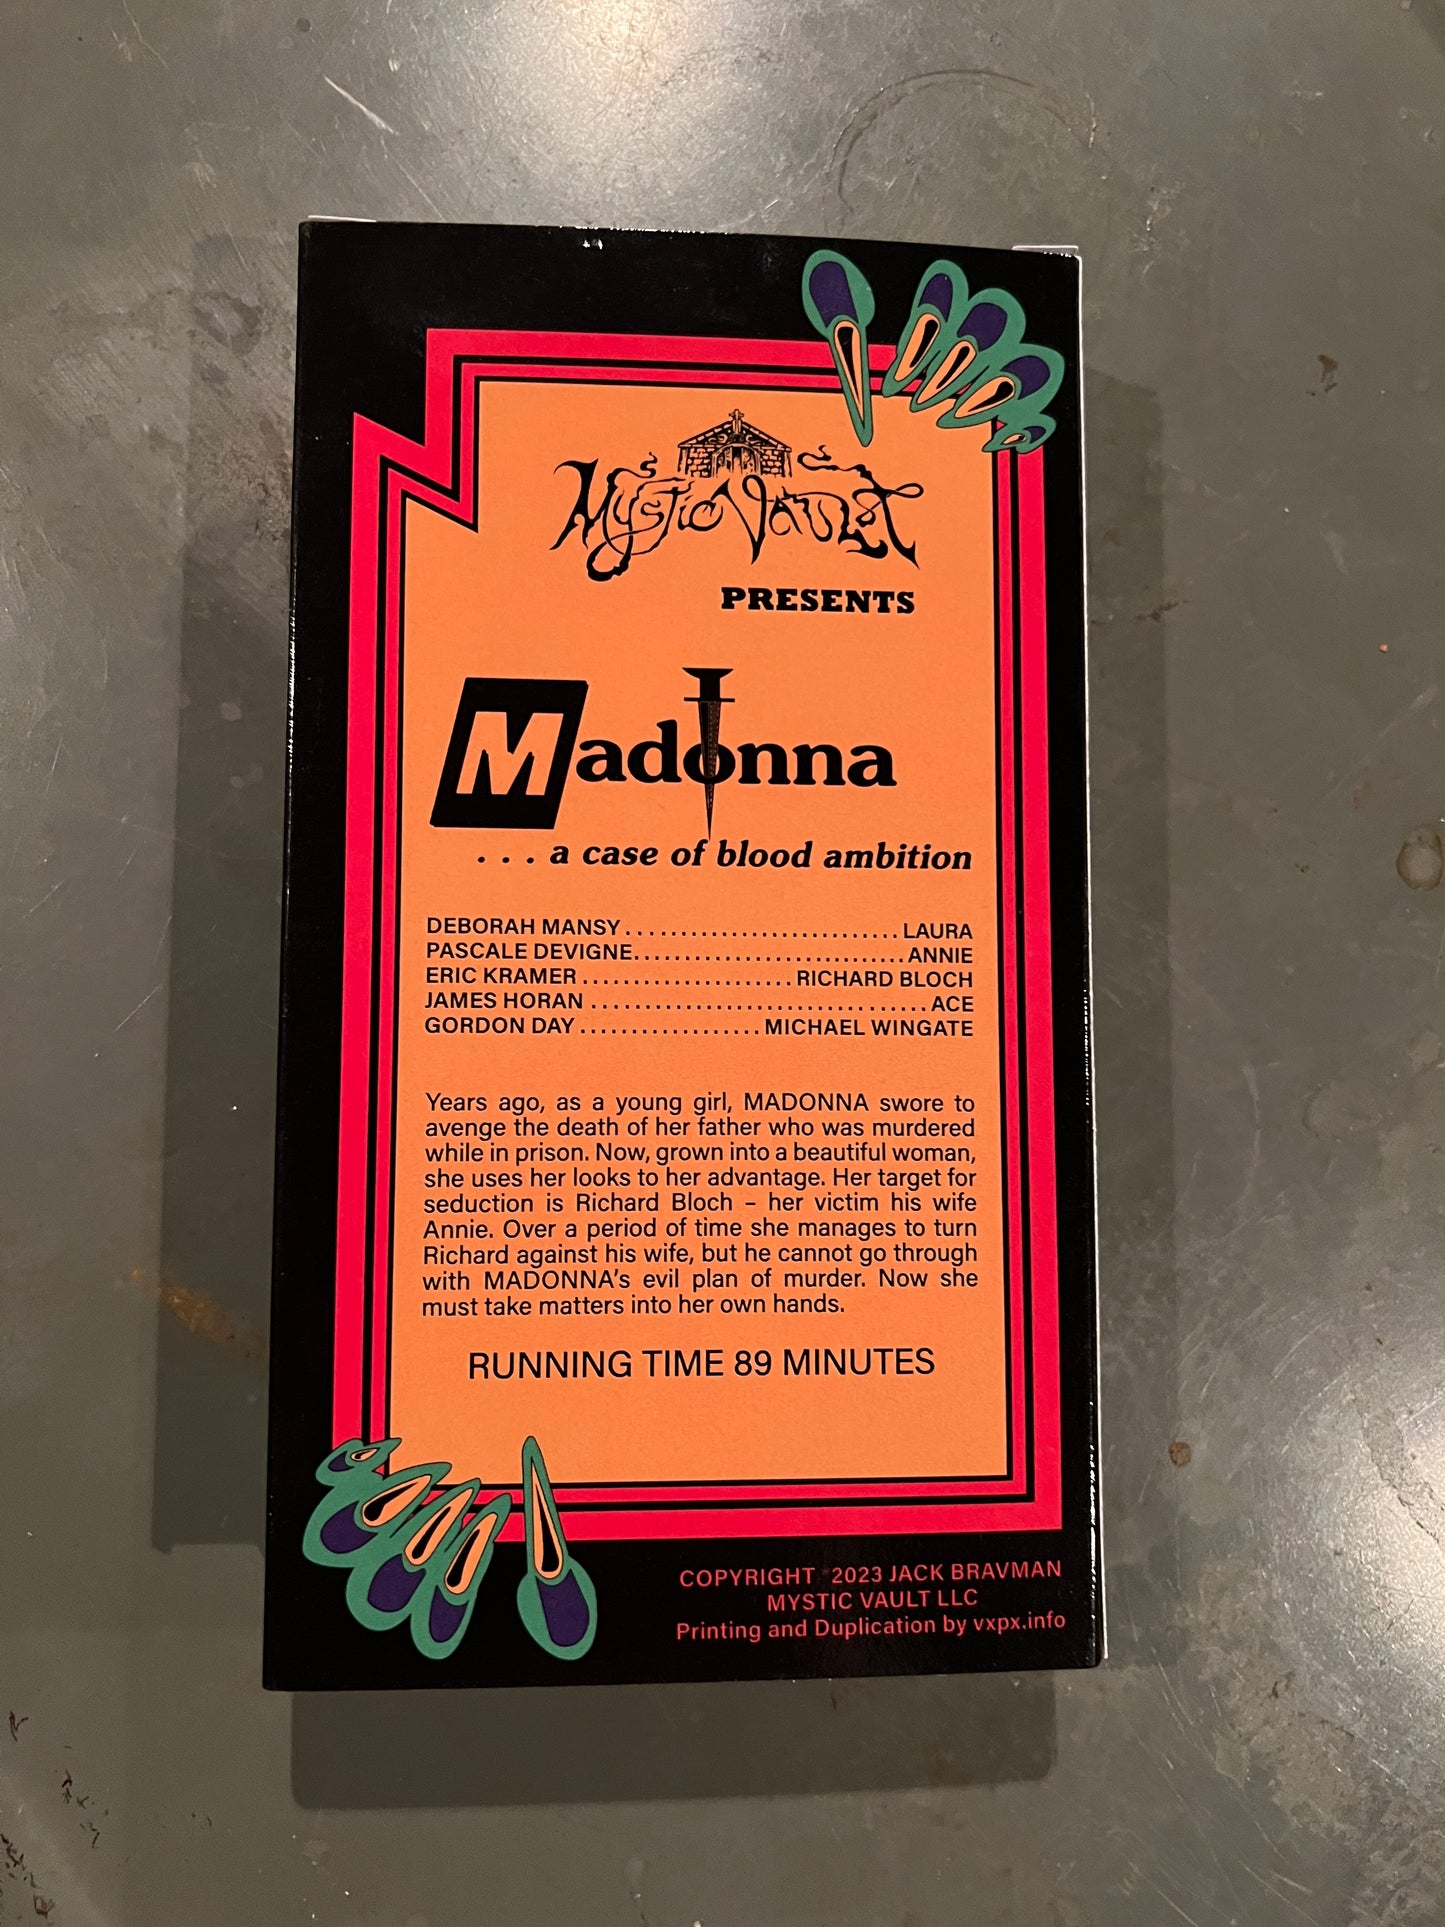 Mystic Vault
PRESENTS
Madonna
. . . a case of blood ambition
DEBORAH MANSY..........................LAURA
PASCALE DEVIGNE..........................ANNIE
ERIC KRAMER.....................RICHARD BLOCH
JAMES HORAN.................................ACE
GORDON DAY..................MICHAEL WINGATE
Years ago, as a young girl, MADONNA swore to
avenge the death of her father who was murdered
while in prison. Now, grown into a beautiful woman,
she uses her looks to her advantage. Her target for
seduction is Richard Bloch – her victim his wife
Annie. Over a period of time she manages to turn
Richard against his wife, but he cannot go through
with MADONNA's evil plan of murder. Now she
must take matters into her own hands.
RUNNING TIME 89 MINUTES
COPYRIGHT 2023 JACK BRAVMAN
MYSTIC VAULT LLC
Printing and Duplication by vxpx.info